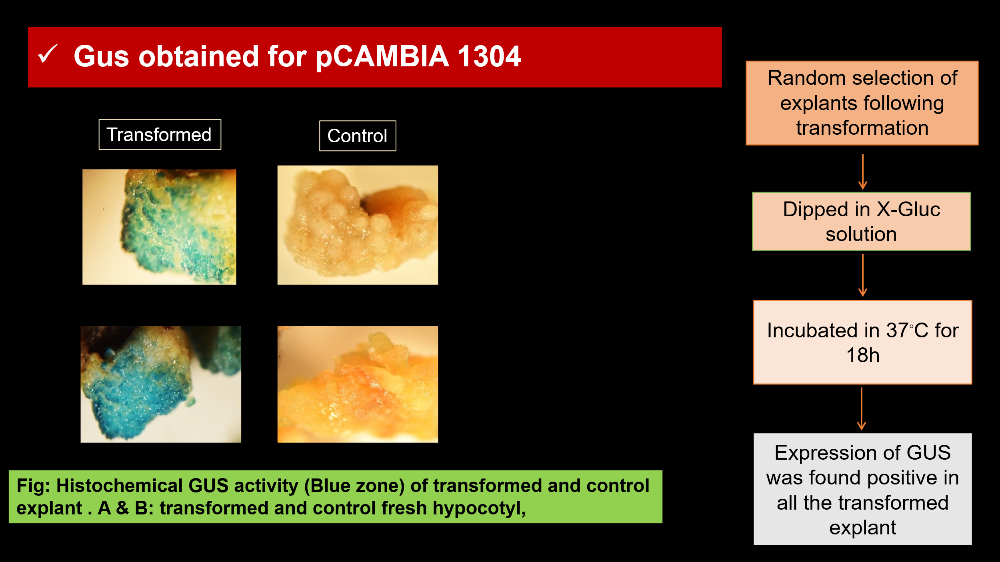 ✓ Gus obtained for pCAMBIA 1304
Transformed
Control
Fig: Histochemical GUS activity (Blue zone) of transformed and control
explant . A & B: transformed and control fresh hypocotyl,
Random selection of
explants following
transformation
Dipped in X-Gluc
solution
Incubated in 37°C for
18h
Expression of GUS
was found positive in
all the transformed
explant